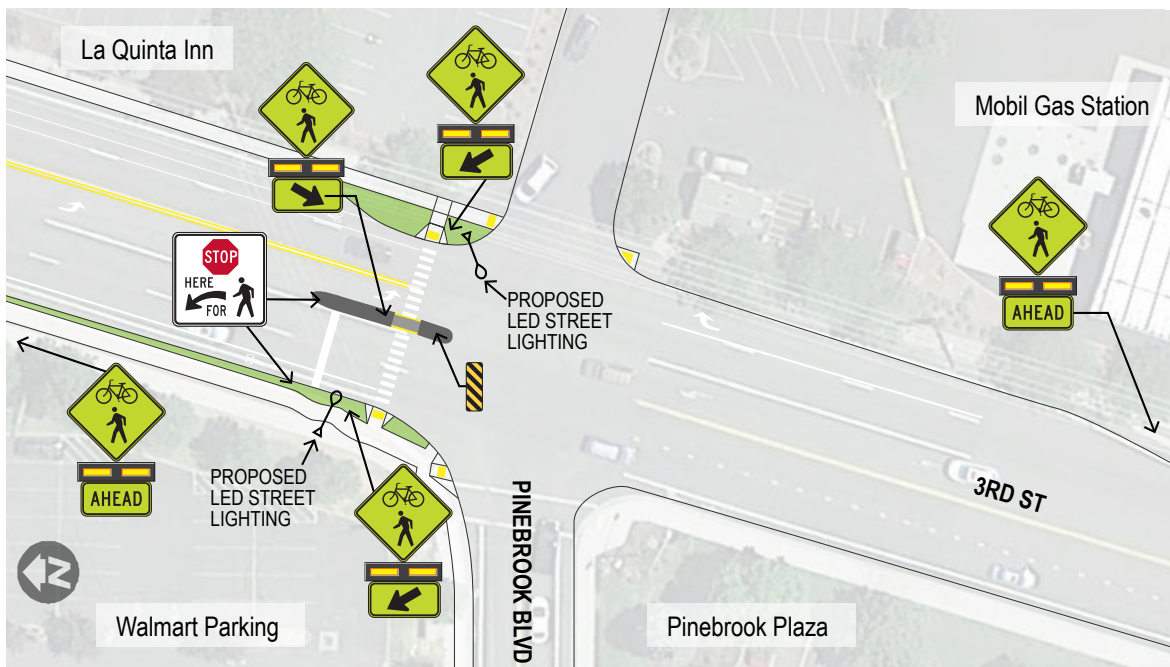 La Quinta Inn
Mobil Gas Station
STOP
HERE
FOR
PROPOSED
LED STREET
LIGHTING
AHEAD
AHEAD
PROPOSED
LED STREET
LIGHTING
3RD ST
PINEBROOK BLVD
N
Walmart Parking
Pinebrook Plaza